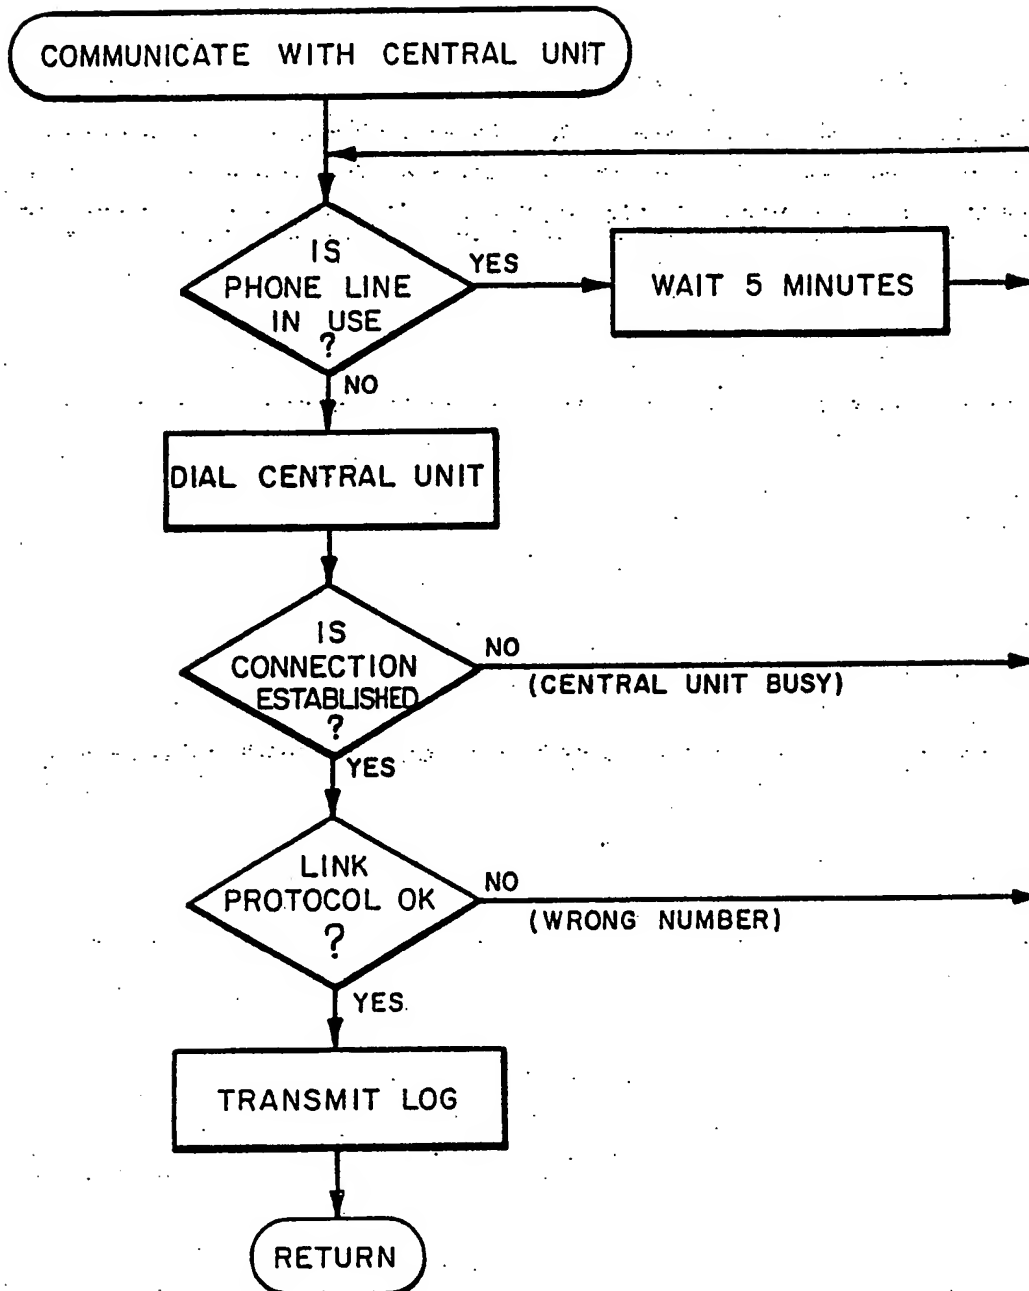 COMMUNICATE WITH CENTRAL UNIT
IS
PHONE LINE
IN USE
?
YES
WAIT 5 MINUTES
NO
DIAL CENTRAL UNIT
IS
CONNECTION
ESTABLISHED
?
NO
(CENTRAL UNIT BUSY)
YES
LINK
PROTOCOL OK
?
NO
(WRONG NUMBER)
YES
TRANSMIT LOG
RETURN